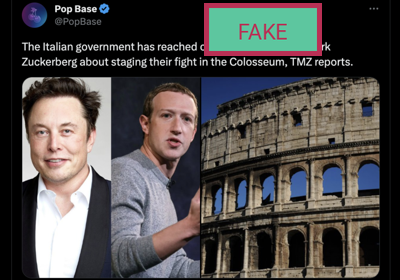 Pop Base
@PopBase
FAKE
The Italian government has reached
Zuckerberg about staging their fight in the Colosseum, TMZ reports.